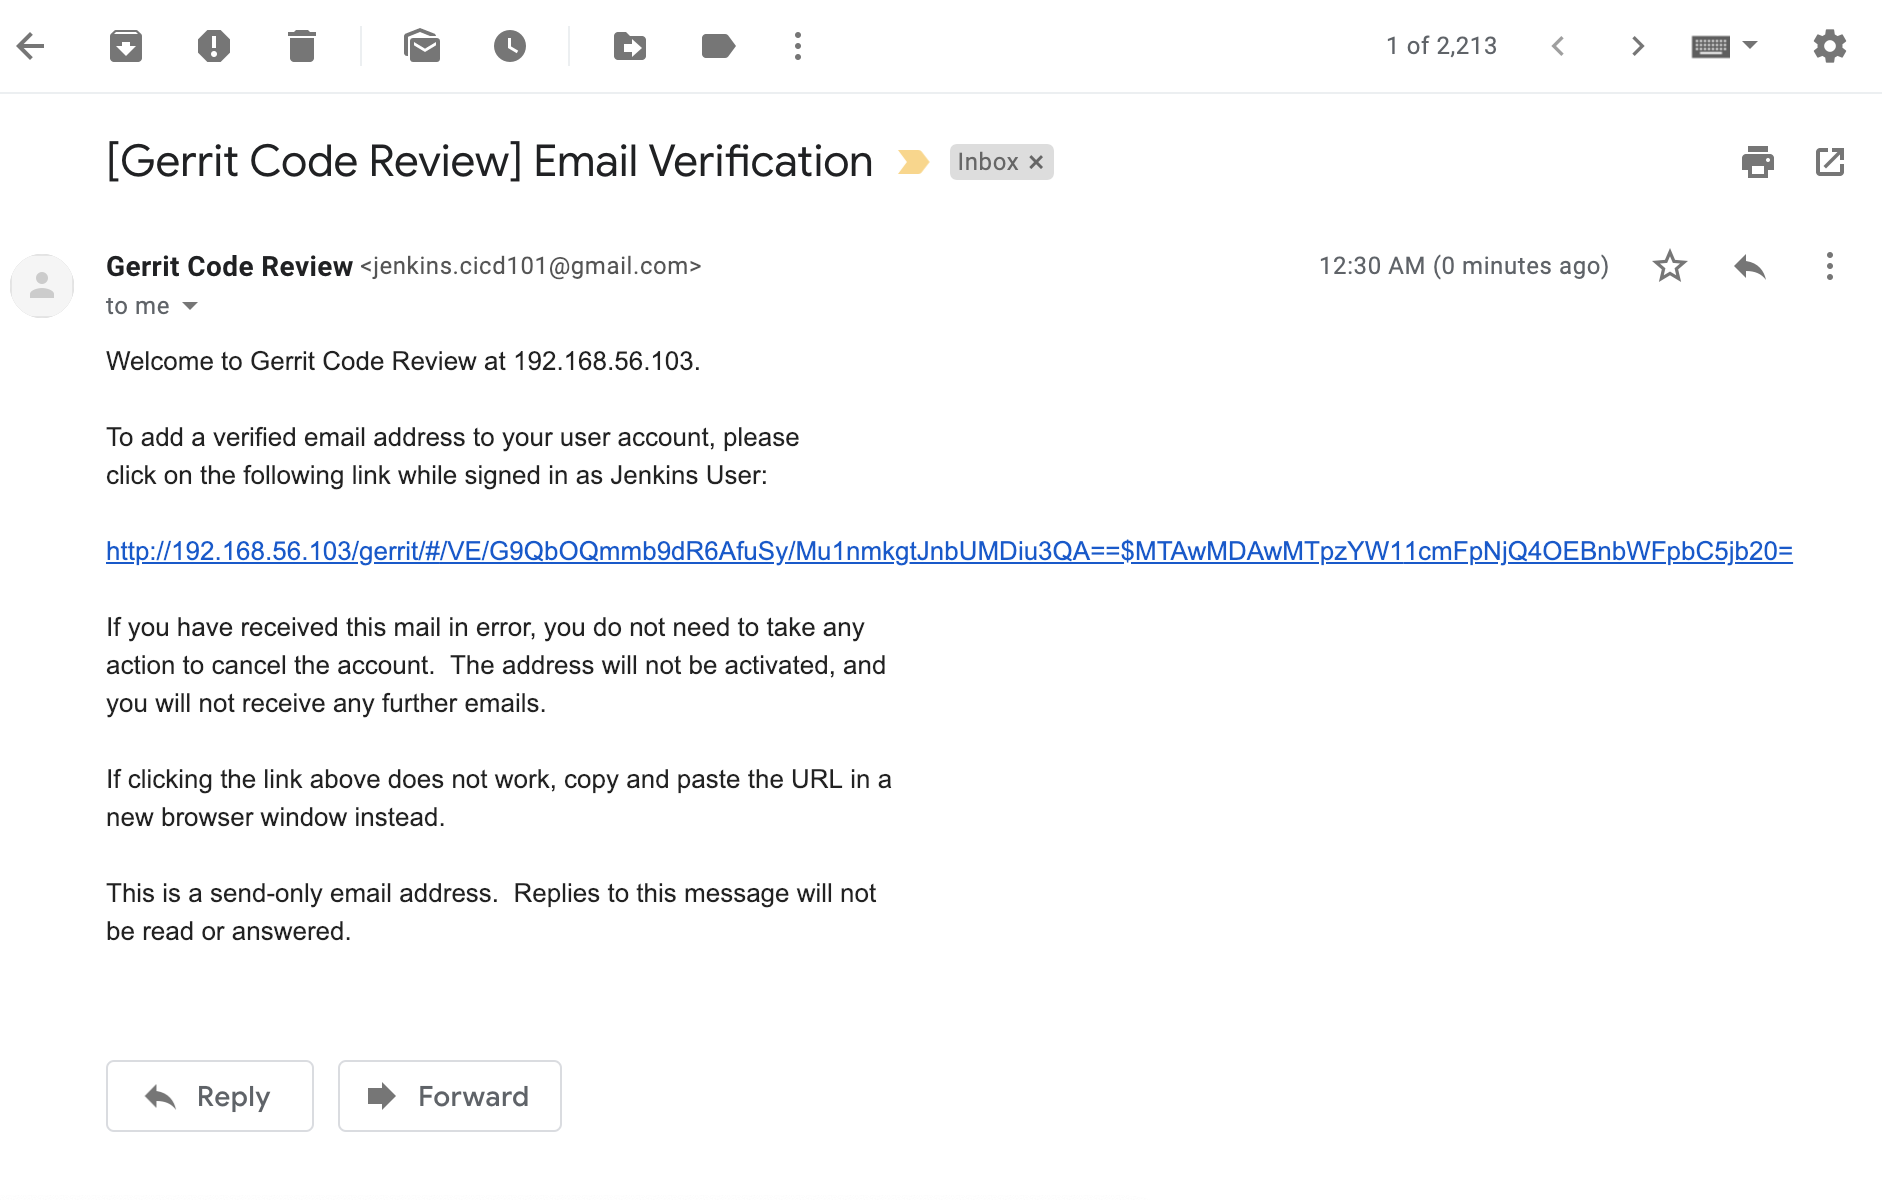 1 of 2,213
[Gerrit Code Review] Email Verification Inbox ×
Gerrit Code Review <jenkins.cicd101@gmail.com> 12:30 AM (0 minutes ago)
to me
Welcome to Gerrit Code Review at 192.168.56.103.
To add a verified email address to your user account, please
click on the following link while signed in as Jenkins User:
http://192.168.56.103/gerrit/#/VE/G9QbOQmmb9dR6AfuSy/Mu1nmkgtJnbUMDiu3QA==$MTAwMDAwMTpzYW11cmFpNjQ4OEBnbWFpbC5jb20=
If you have received this mail in error, you do not need to take any
action to cancel the account.  The address will not be activated, and
you will not receive any further emails.
If clicking the link above does not work, copy and paste the URL in a
new browser window instead.
This is a send-only email address.  Replies to this message will not
be read or answered.
Reply Forward